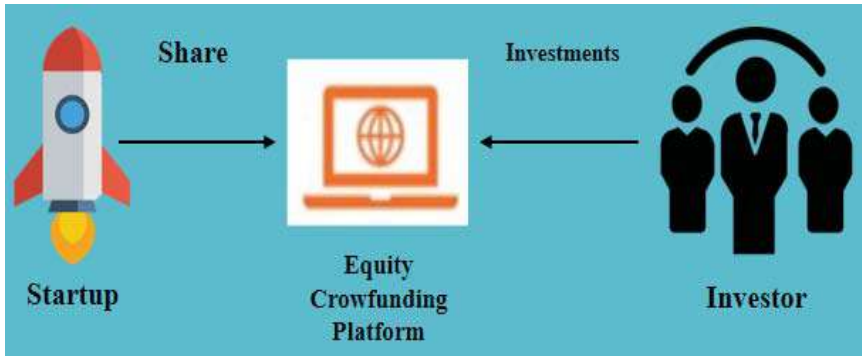 Share
Investments
Startup
Equity
Crowfunding
Platform
Investor